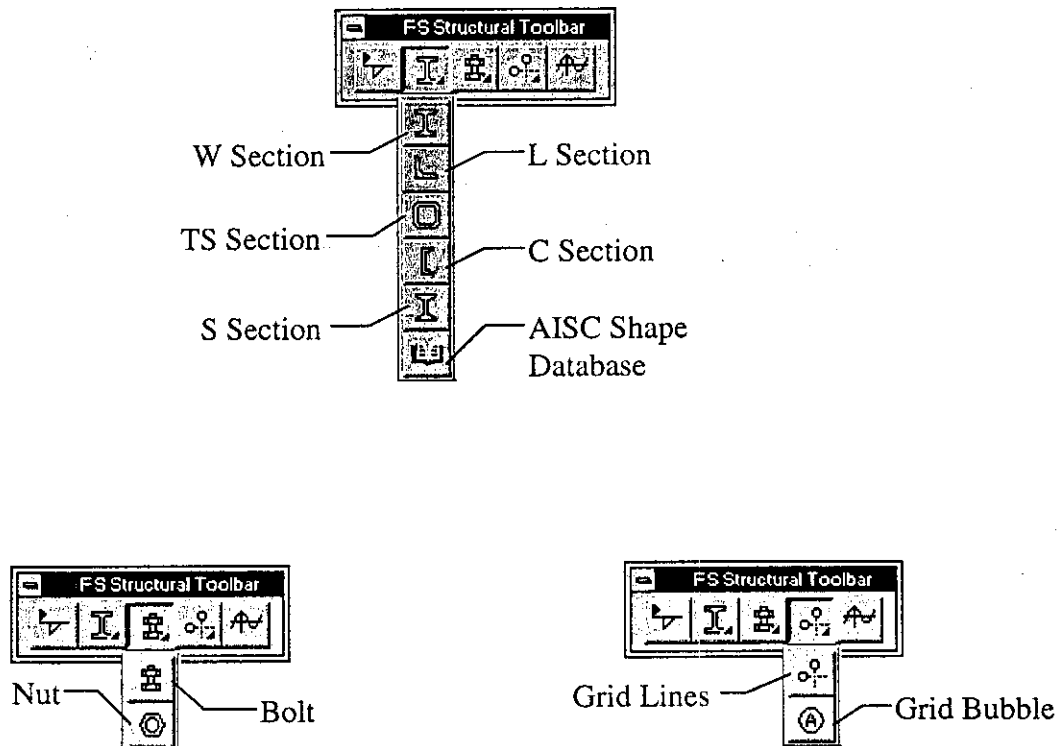 FS Structural Toolbar
W Section
L Section
TS Section
C Section
S Section
AISC Shape
Database
FS Structural Toolbar
Nut
Bolt
FS Structural Toolbar
Grid Lines
A
Grid Bubble